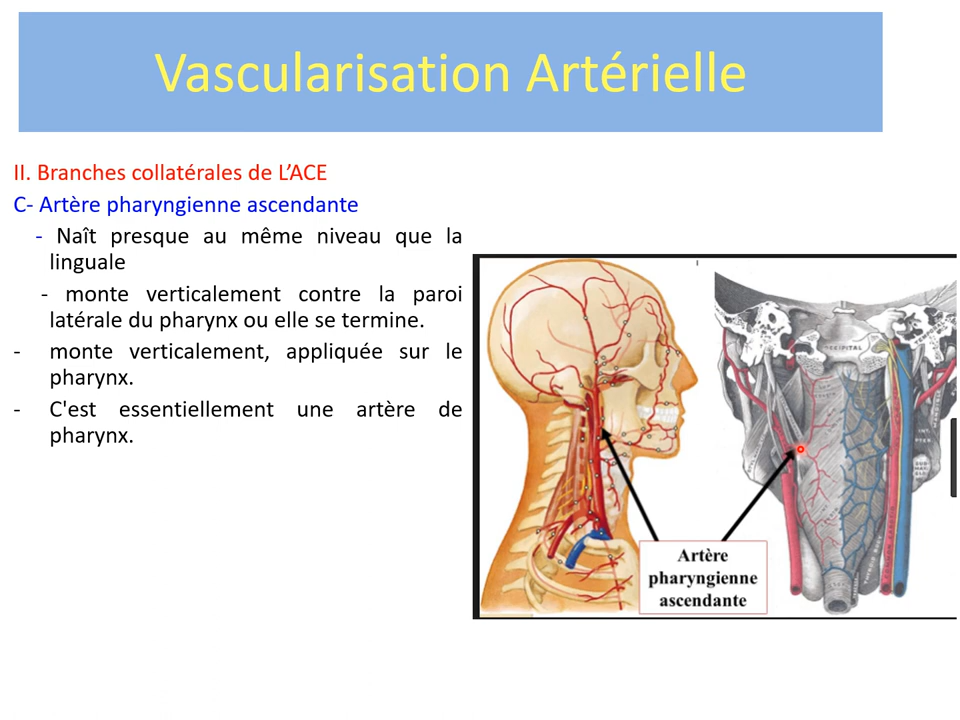 Vascularisation Artérielle
II. Branches collatérales de L'ACE
C- Artère pharyngienne ascendante
- Naît presque au même niveau que la
linguale
- monte verticalement contre la paroi
latérale du pharynx ou elle se termine.
- monte verticalement, appliquée sur le
pharynx.
- C'est essentiellement une artère de
pharynx.
OCCIPITAL
Artère
pharyngienne
ascendante